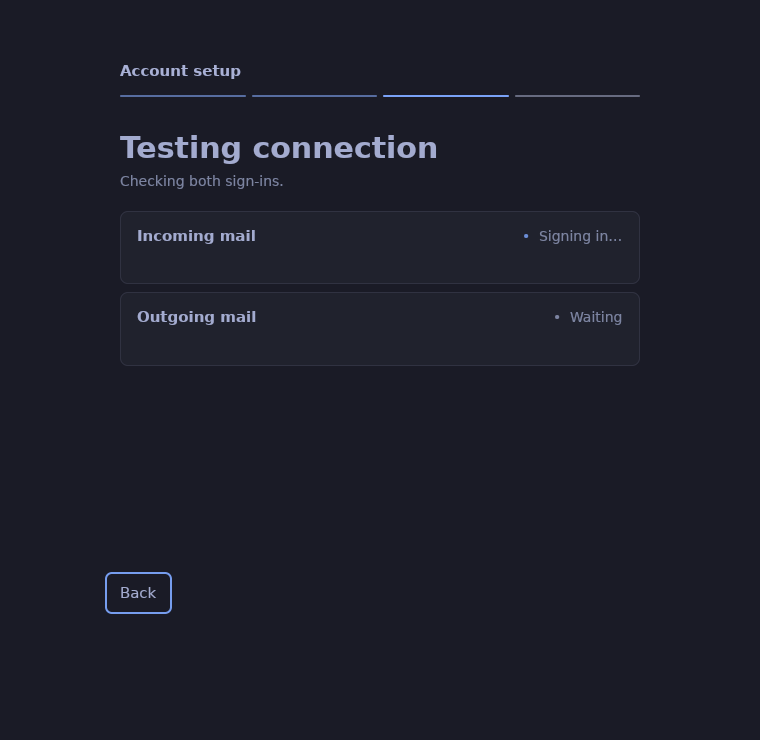 Account setup
Testing connection
Checking both sign-ins.
Incoming mail
• Signing in...
Outgoing mail
• Waiting
Back